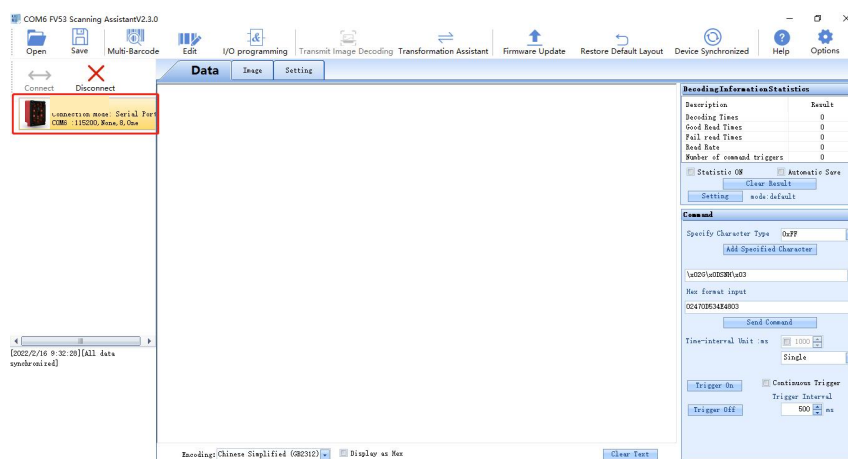 COM6 FV53 Scanning AssistantV2.3.0
Open Save Multi-Barcode Edit I/O programming Transmit Image Decoding Transformation Assistant Firmware Update Restore Default Layout Device Synchronized Help Options
Connect Disconnect
Data Image Setting
Connection mose: Serial Port
COM6 :115200,None,8,One
[2022/2/16 9:32:28][All data
synchronized]
Encoding: Chinese Simplified (GB2312) Display as Hex Clear Text
DecodingInformationStatistics
Description Result
Decoding Times 0
Good Read Times 0
Fail read Times 0
Read Rate 0
Number of command triggers 0
Statistic ON Automatic Save
Clear Result
Setting mode:default
Command
Specify Character Type 0xFF
Add Specified Character
\x02G\x0DSNH\x03
Hex format input
02470D534E4803
Send Command
Time-interval Unit :ms 1000
Single
Trigger On Continuous Trigger
Trigger Interval
Trigger Off 500 ms